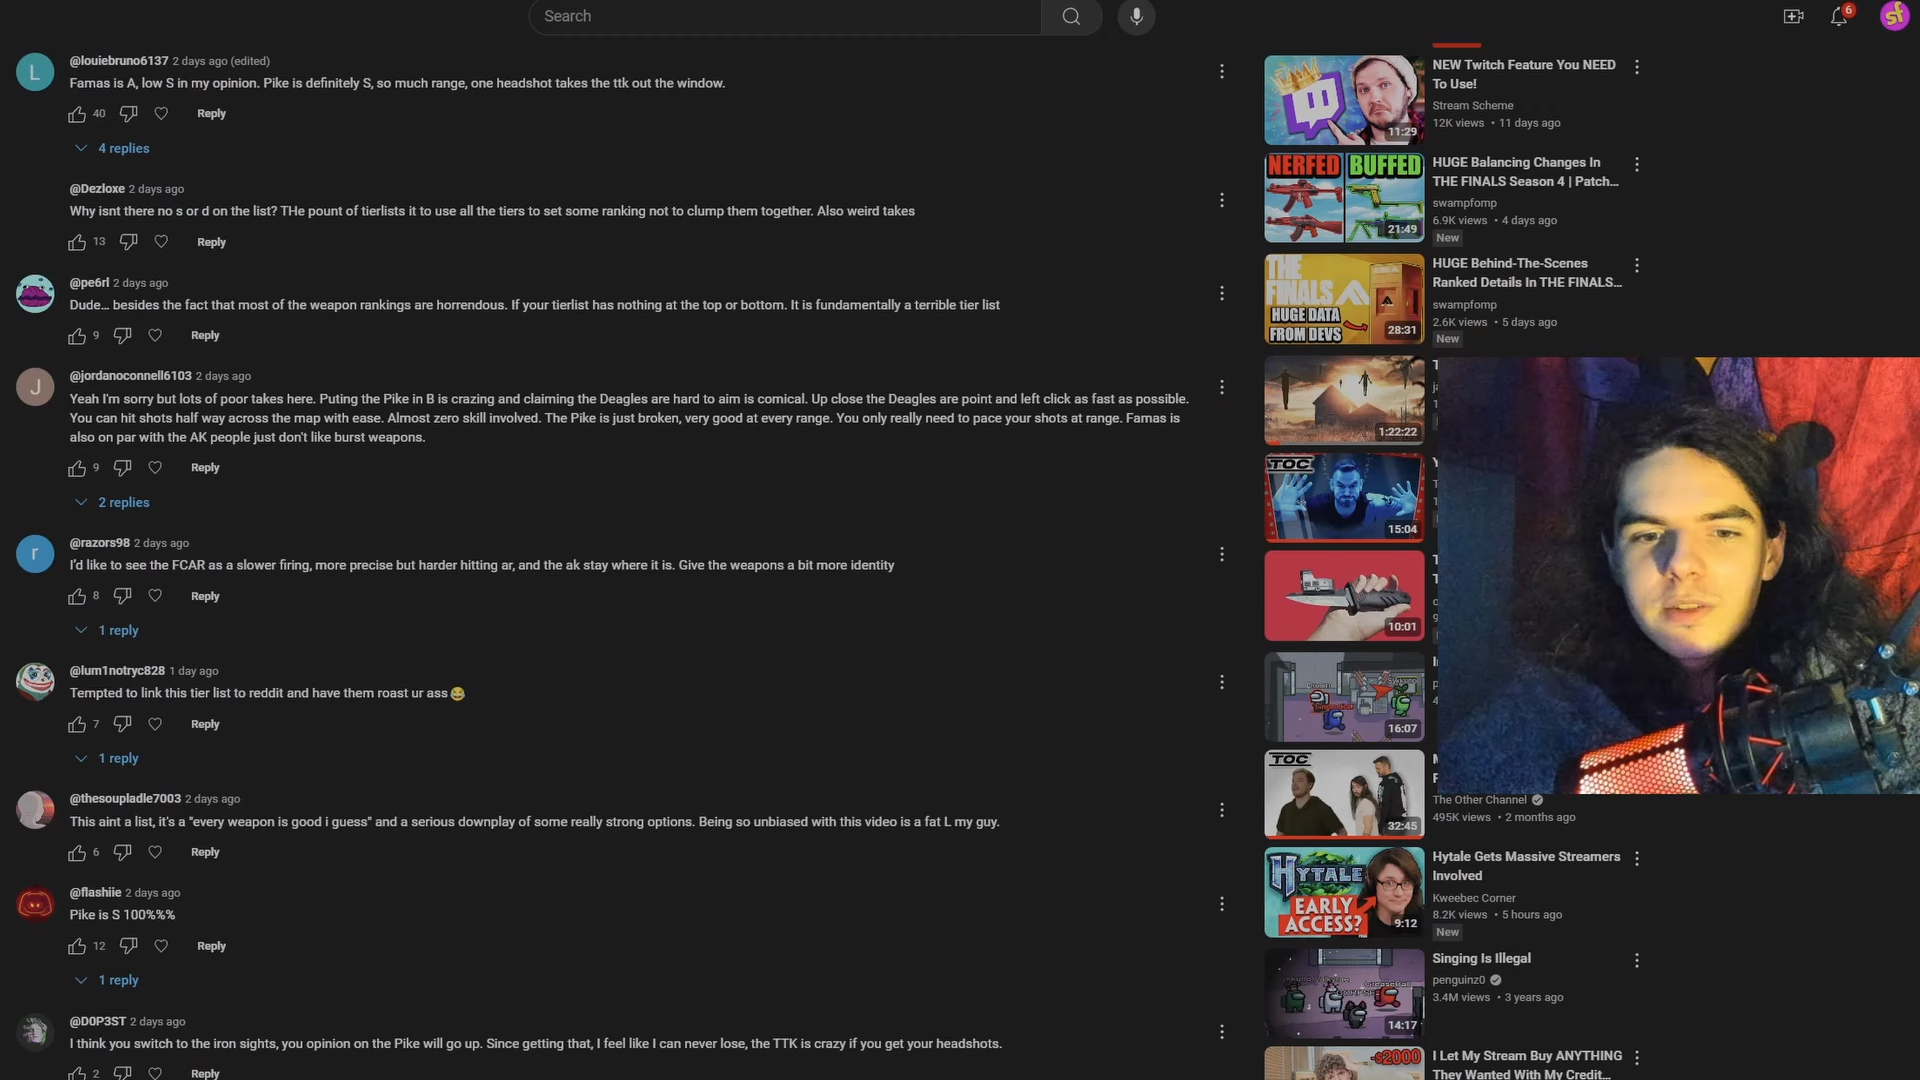 Search
6
sf
@louiebruno6137 2 days ago (edited)
Famas is A, low S in my opinion. Pike is definitely S, so much range, one headshot takes the ttk out the window.
40 Reply
4 replies
@Dezloxe 2 days ago
Why isnt there no s or d on the list? THe pount of tierlists it to use all the tiers to set some ranking not to clump them together. Also weird takes
13 Reply
@pe6rl 2 days ago
Dude... besides the fact that most of the weapon rankings are horrendous. If your tierlist has nothing at the top or bottom. It is fundamentally a terrible tier list
9 Reply
@jordanoconnell6103 2 days ago
Yeah I'm sorry but lots of poor takes here. Puting the Pike in B is crazing and claiming the Deagles are hard to aim is comical. Up close the Deagles are point and left click as fast as possible.
You can hit shots half way across the map with ease. Almost zero skill involved. The Pike is just broken, very good at every range. You only really need to pace your shots at range. Famas is
also on par with the AK people just don't like burst weapons.
9 Reply
2 replies
@razors98 2 days ago
I'd like to see the FCAR as a slower firing, more precise but harder hitting ar, and the ak stay where it is. Give the weapons a bit more identity
8 Reply
1 reply
@lum1notryc828 1 day ago
Tempted to link this tier list to reddit and have them roast ur ass😂
7 Reply
1 reply
@thesoupladle7003 2 days ago
This aint a list, it's a "every weapon is good i guess" and a serious downplay of some really strong options. Being so unbiased with this video is a fat L my guy.
6 Reply
@flashiie 2 days ago
Pike is S 100%%%
12 Reply
1 reply
@D0P3ST 2 days ago
I think you switch to the iron sights, you opinion on the Pike will go up. Since getting that, I feel like I can never lose, the TTK is crazy if you get your headshots.
2 Reply
L
J
r
11:29
NEW Twitch Feature You NEED
To Use!
Stream Scheme
12K views • 11 days ago
NERFED BUFFED
21:49
HUGE Balancing Changes In
THE FINALS Season 4 | Patch...
swampfomp
6.9K views • 4 days ago
New
THE
FINALS
HUGE DATA
FROM DEVS
28:31
HUGE Behind-The-Scenes
Ranked Details In THE FINALS...
swampfomp
2.6K views • 5 days ago
New
1:22:22
TOC
15:04
10:01
16:07
TOC
32:45
The Other Channel
495K views • 2 months ago
HYTALE
EARLY
ACCESS?
9:12
Hytale Gets Massive Streamers
Involved
Kweebec Corner
8.2K views • 5 hours ago
New
14:17
Singing Is Illegal
penguinz0
3.4M views • 3 years ago
-$2000
I Let My Stream Buy ANYTHING
They Wanted With My Credit...